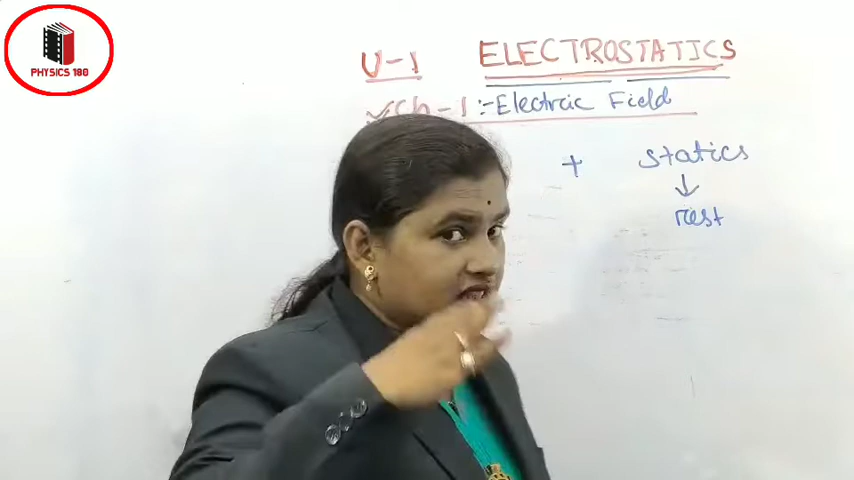 PHYSICS 180
U-1 ELECTROSTATICS
✓Ch-1 :- Electric Field
+ statics
↓
rest